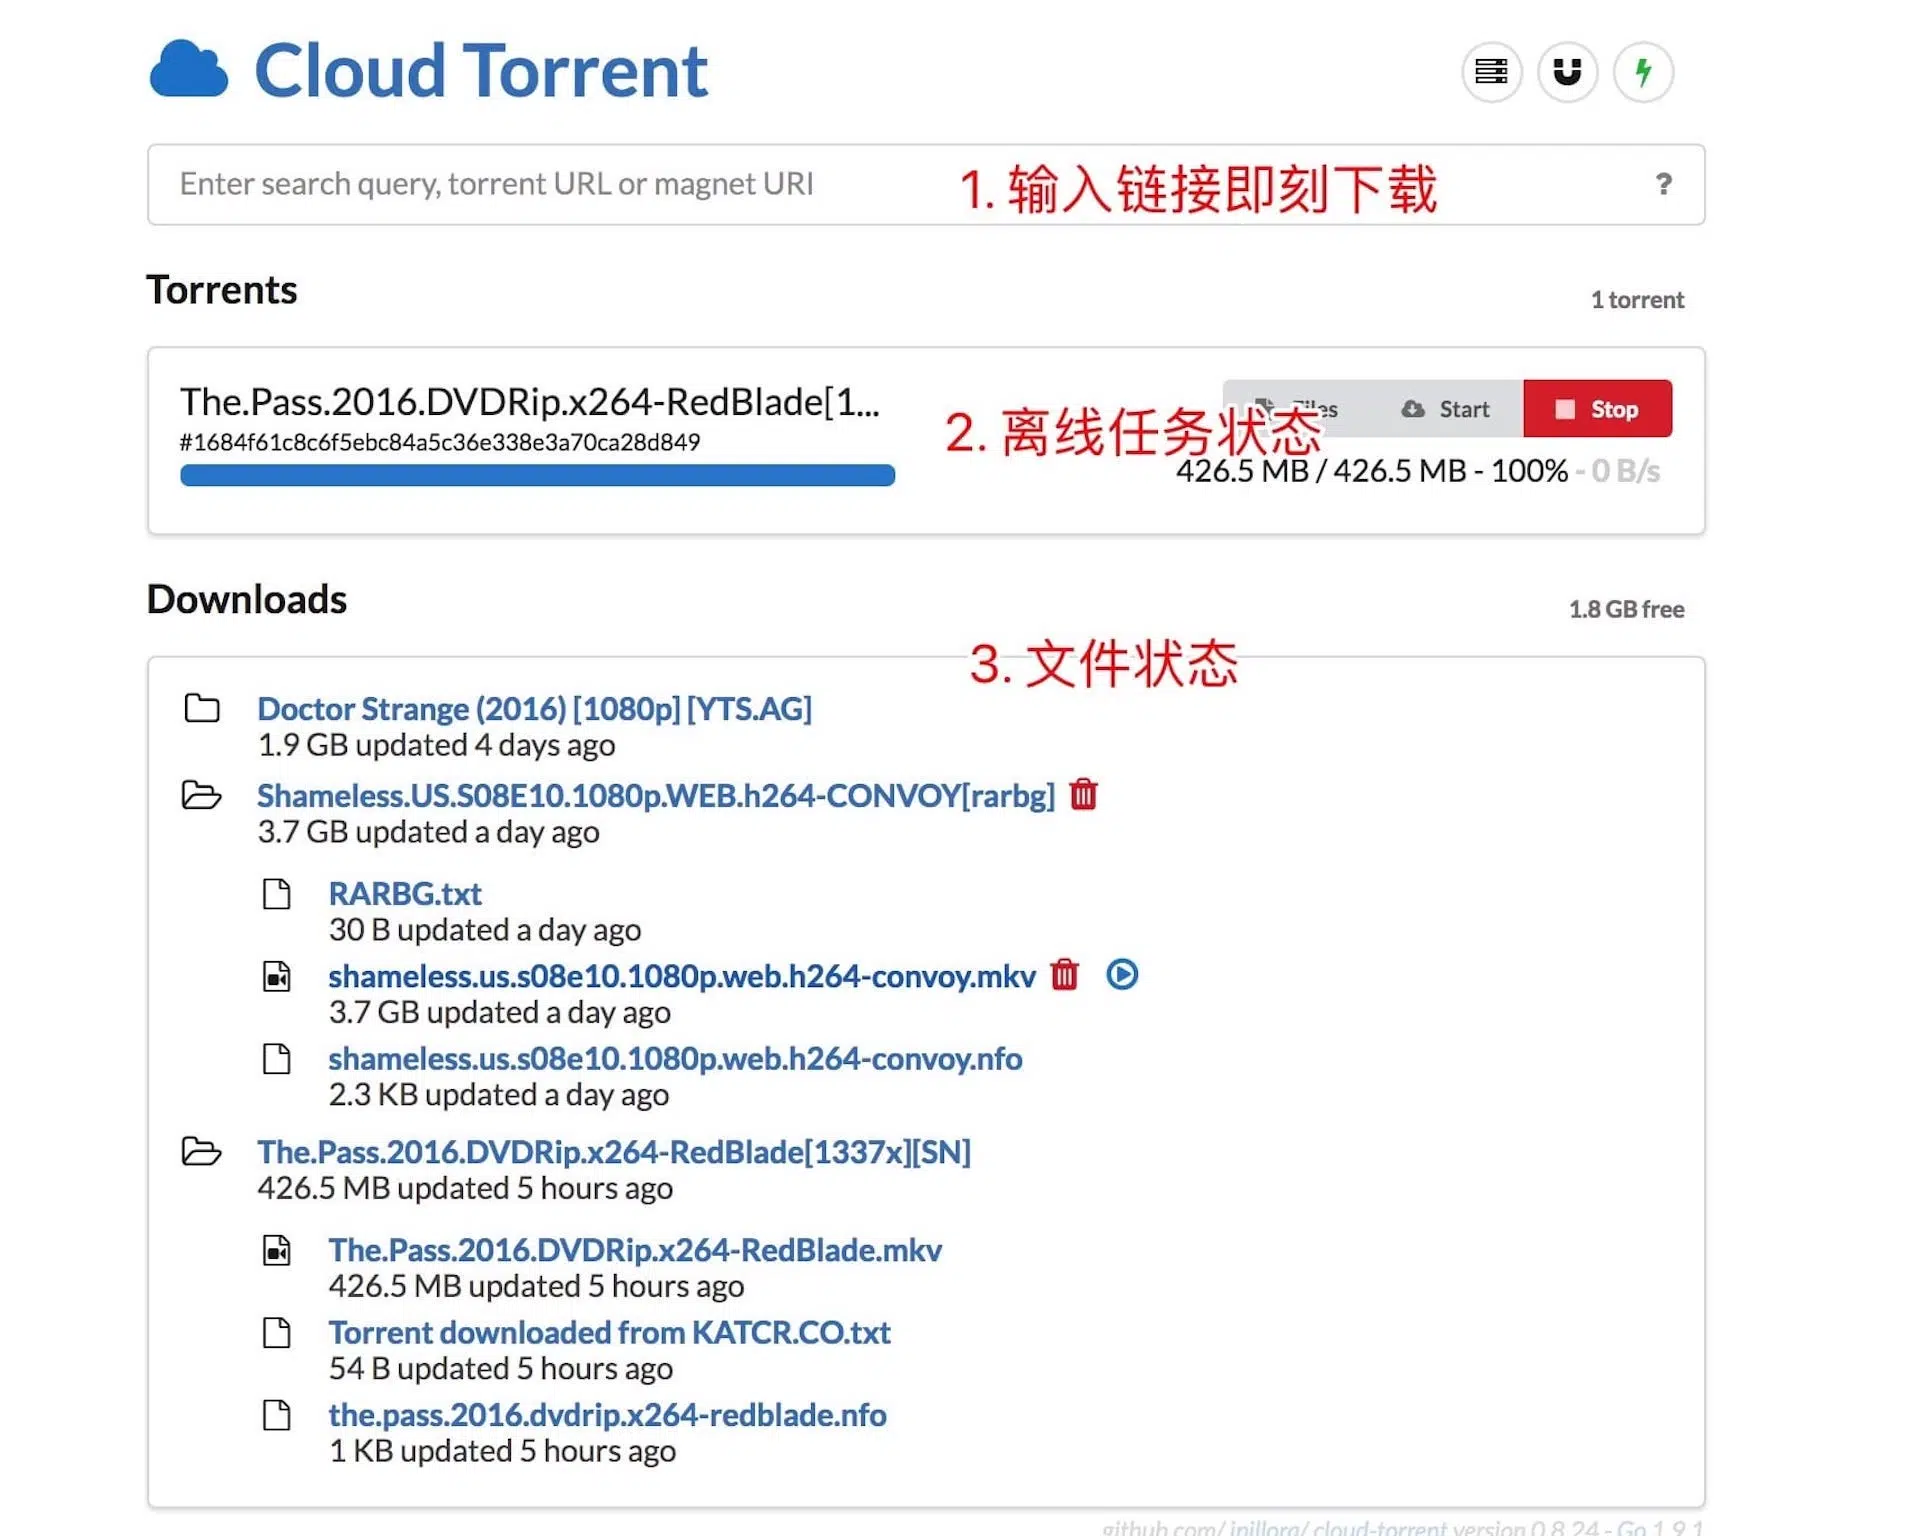 Cloud Torrent
Enter search query, torrent URL or magnet URI
1. 输入链接即刻下载
?
Torrents
1 torrent
The.Pass.2016.DVDRip.x264-RedBlade[1...
Files
Start
Stop
#1684f61c8c6f5ebc84a5c36e338e3a70ca28d849
2. 离线任务状态
426.5 MB / 426.5 MB - 100% - 0 B/s
Downloads
1.8 GB free
3. 文件状态
Doctor Strange (2016) [1080p] [YTS.AG]
1.9 GB updated 4 days ago
Shameless.US.S08E10.1080p.WEB.h264-CONVOY[rarbg]
3.7 GB updated a day ago
RARBG.txt
30 B updated a day ago
shameless.us.s08e10.1080p.web.h264-convoy.mkv
3.7 GB updated a day ago
shameless.us.s08e10.1080p.web.h264-convoy.nfo
2.3 KB updated a day ago
The.Pass.2016.DVDRip.x264-RedBlade[1337x][SN]
426.5 MB updated 5 hours ago
The.Pass.2016.DVDRip.x264-RedBlade.mkv
426.5 MB updated 5 hours ago
Torrent downloaded from KATCR.CO.txt
54 B updated 5 hours ago
the.pass.2016.dvdrip.x264-redblade.nfo
1 KB updated 5 hours ago
github.com/jpillora/cloud-torrent version 0.8.24 - Go 1.9.1